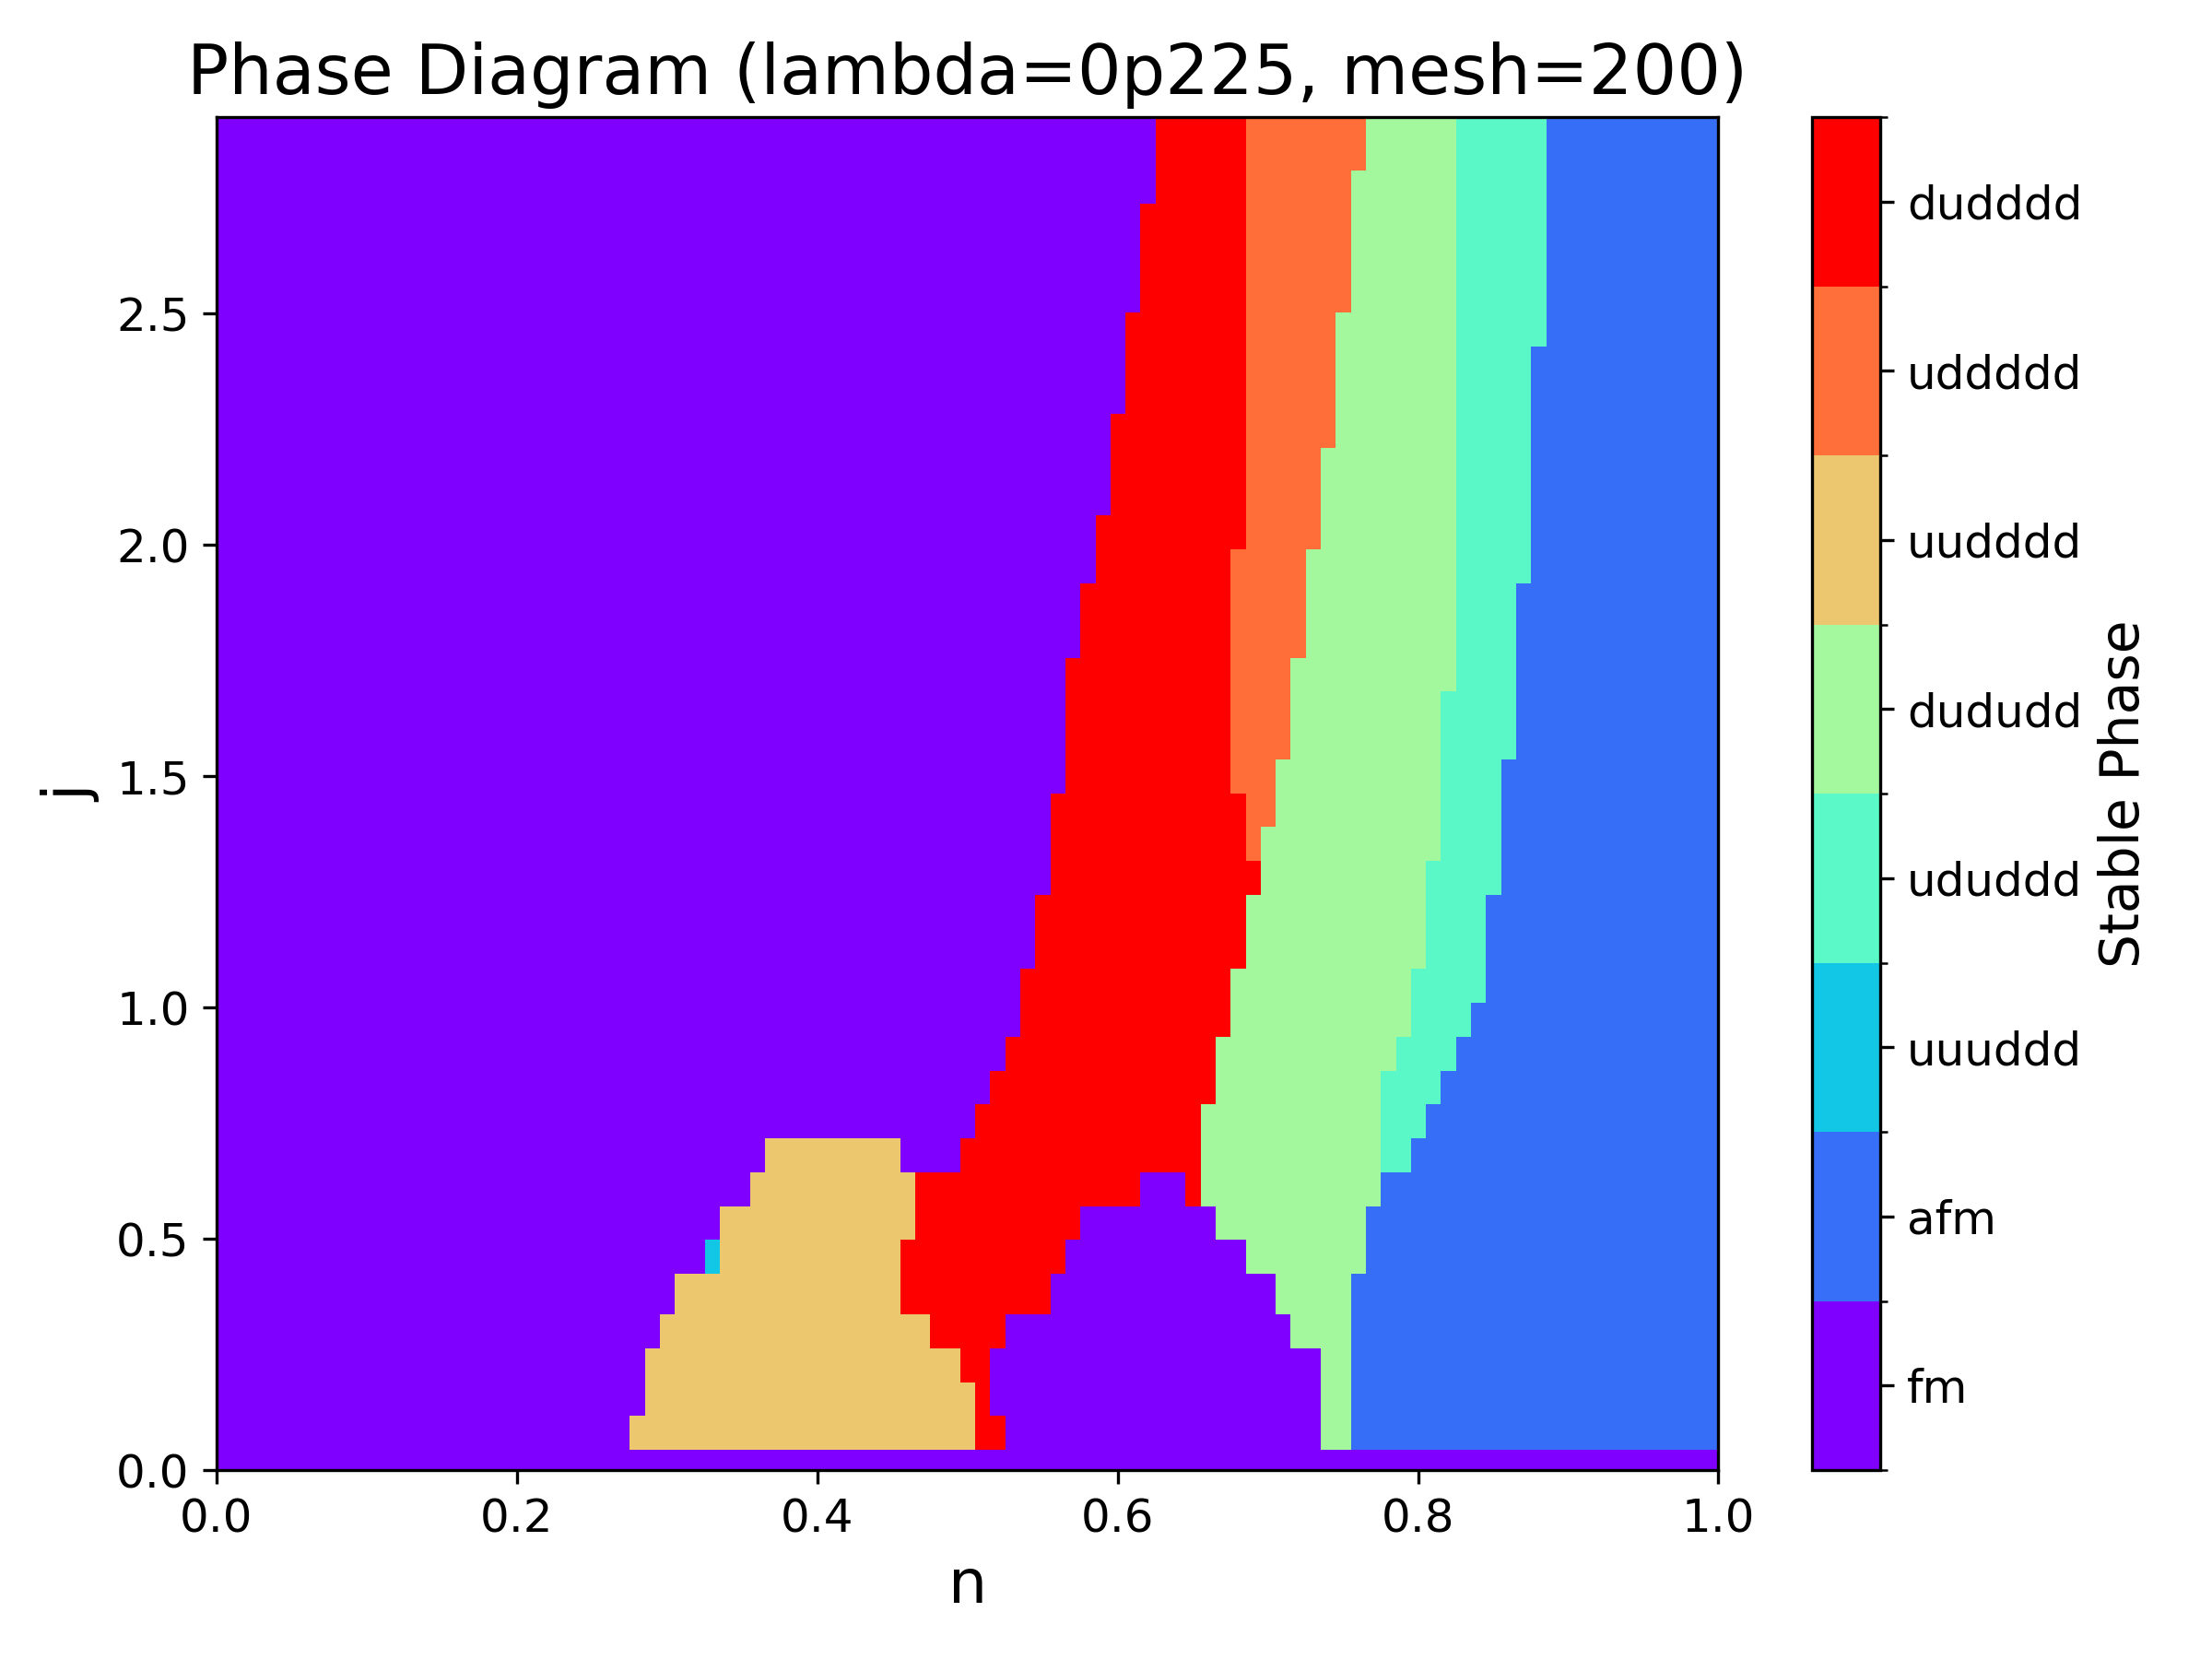 Phase Diagram (lambda=0p225, mesh=200)
2.5
2.0
1.5
1.0
0.5
0.0
j
0.0 0.2 0.4 0.6 0.8 1.0
n
dudddd
uddddd
uudddd
dududd
ududdd
uuuddd
afm
fm
Stable Phase